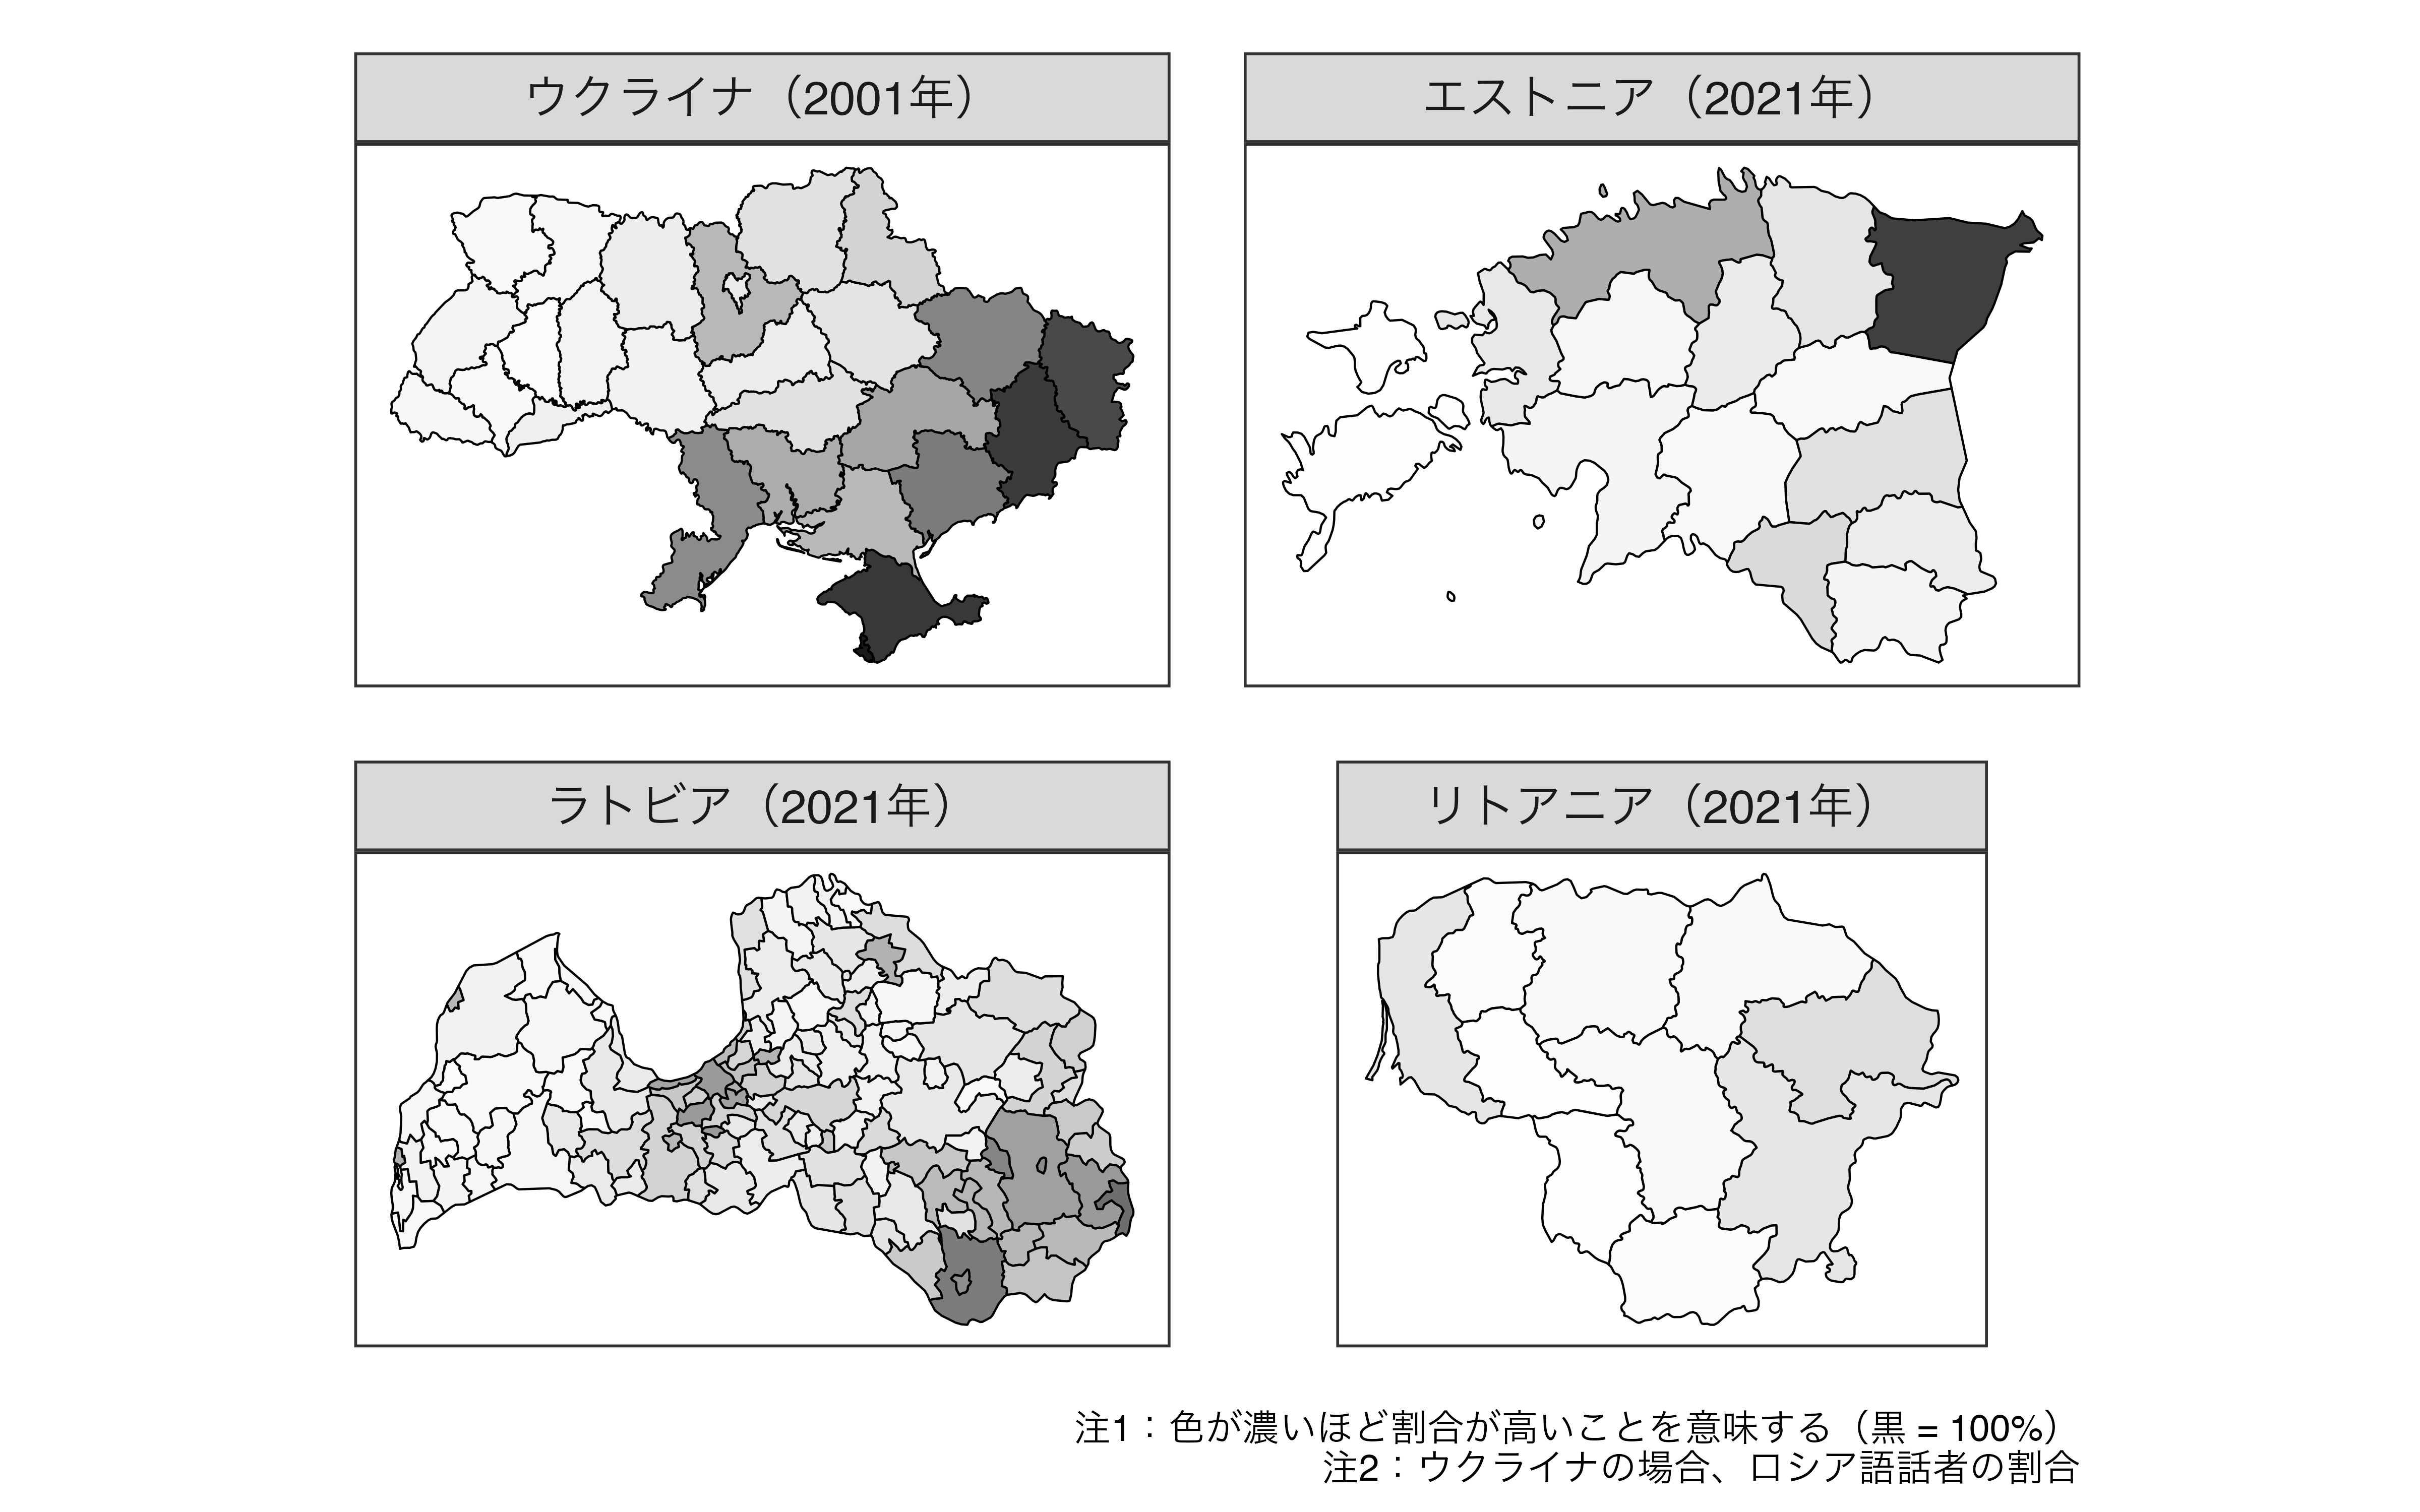 ウクライナ（2001年）
エストニア（2021年）
ラトビア（2021年）
リトアニア（2021年）
注1：色が濃いほど割合が高いことを意味する（黒 = 100%）
注2：ウクライナの場合、ロシア語話者の割合